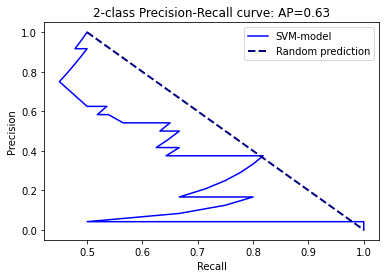 2-class Precision-Recall curve: AP=0.63
1.0
0.8
0.6
0.4
0.2
0.0
Precision
SVM-model
Random prediction
0.5 0.6 0.7 0.8 0.9 1.0
Recall